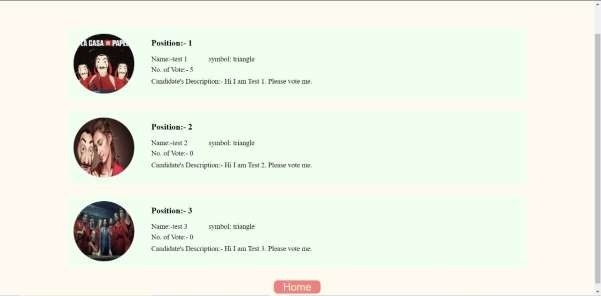 LA CASA DE PAPEL
Position:- 1
Name:-test 1 symbol: triangle
No. of Vote:- 5
Candidate's Description:- Hi I am Test 1. Please vote me.
Position:- 2
Name:-test 2 symbol: triangle
No. of Vote:- 0
Candidate's Description:- Hi I am Test 2. Please vote me.
Position:- 3
Name:-test 3 symbol: triangle
No. of Vote:- 0
Candidate's Description:- Hi I am Test 3. Please vote me.
Home